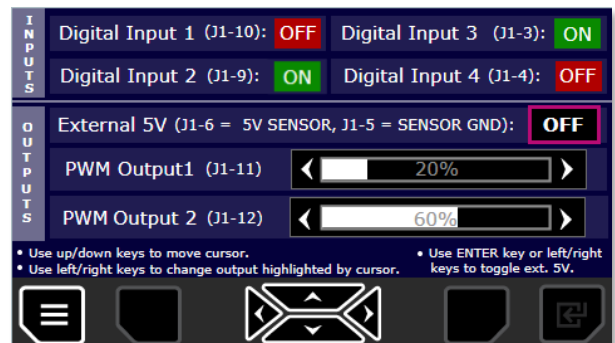 INPUTS
Digital Input 1 (J1-10): OFF
Digital Input 3 (J1-3): ON
Digital Input 2 (J1-9): ON
Digital Input 4 (J1-4): OFF
OUTPUTS
External 5V (J1-6 = 5V SENSOR, J1-5 = SENSOR GND): OFF
PWM Output1 (J1-11) 20%
PWM Output 2 (J1-12) 60%
• Use up/down keys to move cursor.
• Use left/right keys to change output highlighted by cursor.
• Use ENTER key or left/right
keys to toggle ext. 5V.